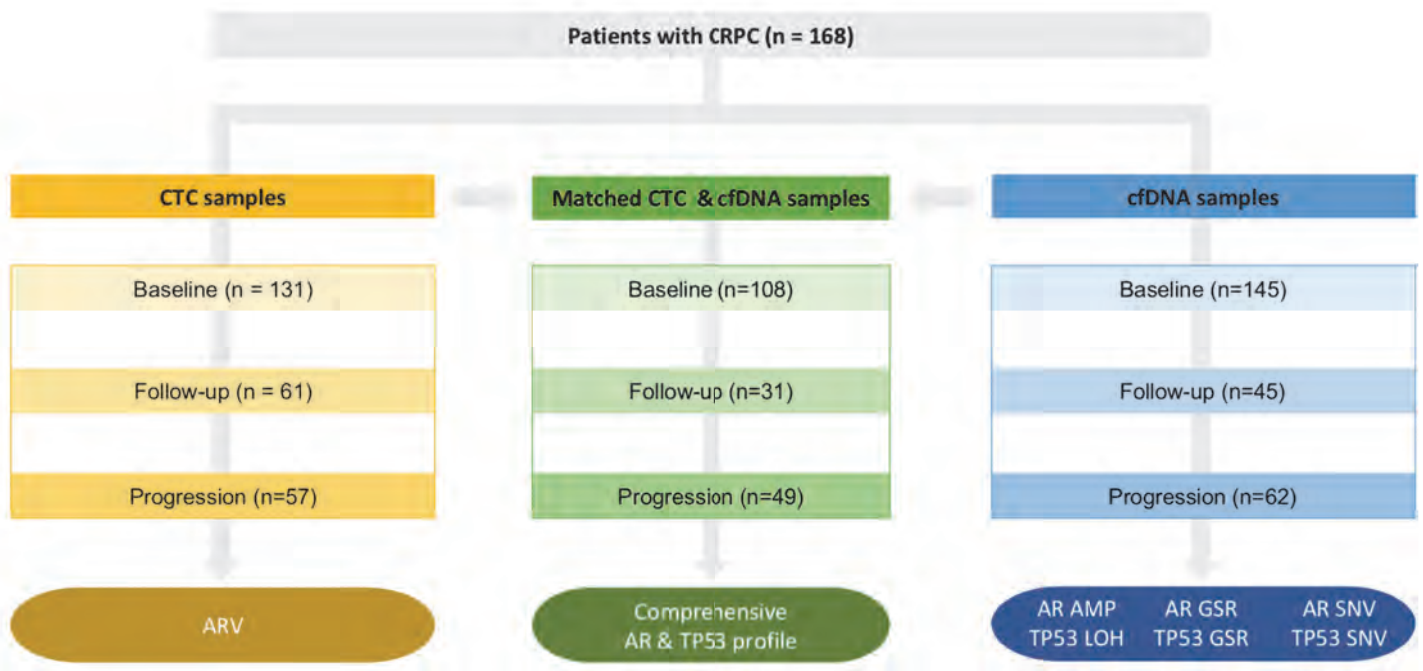 Patients with CRPC (n = 168)
CTC samples
Matched CTC & cfDNA samples
cfDNA samples
Baseline (n = 131)
Baseline (n=108)
Baseline (n=145)
Follow-up (n = 61)
Follow-up (n=31)
Follow-up (n=45)
Progression (n=57)
Progression (n=49)
Progression (n=62)
ARV
Comprehensive
AR & TP53 profile
AR AMP AR GSR AR SNV
TP53 LOH TP53 GSR TP53 SNV